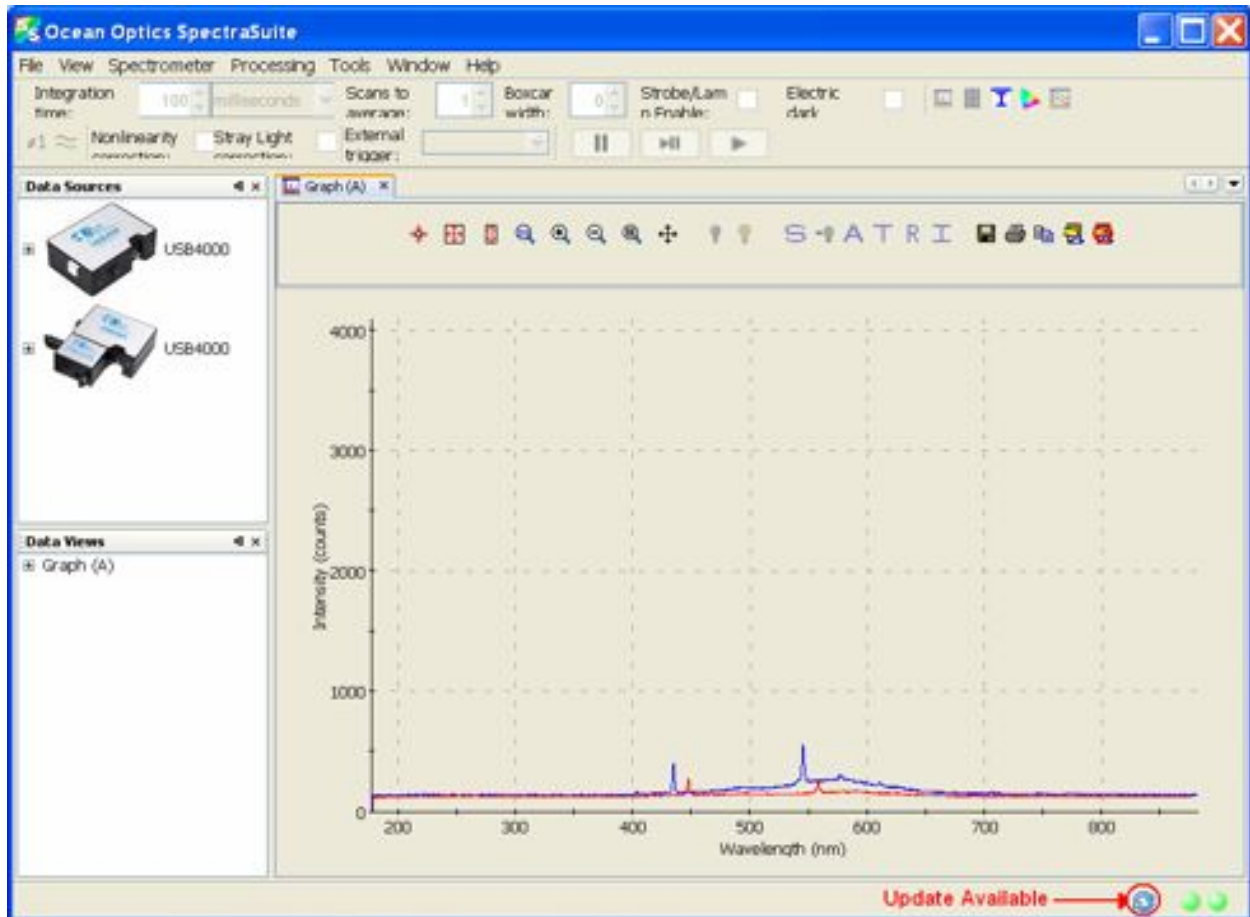 Ocean Optics SpectraSuite
File View Spectrometer Processing Tools Window Help
Integration time: 100 milliseconds Scans to average: 1 Boxcar width: 0 Strobe/Lam p Enable: Electric dark
Nonlinearity correction: Stray Light correction: External trigger:
Data Sources
Graph (A)
USB4000
S A T R I
USB4000
Data Views
Graph (A)
4000
3000
2000
1000
0
Intensity (counts)
200 300 400 500 600 700 800
Wavelength (nm)
Update Available